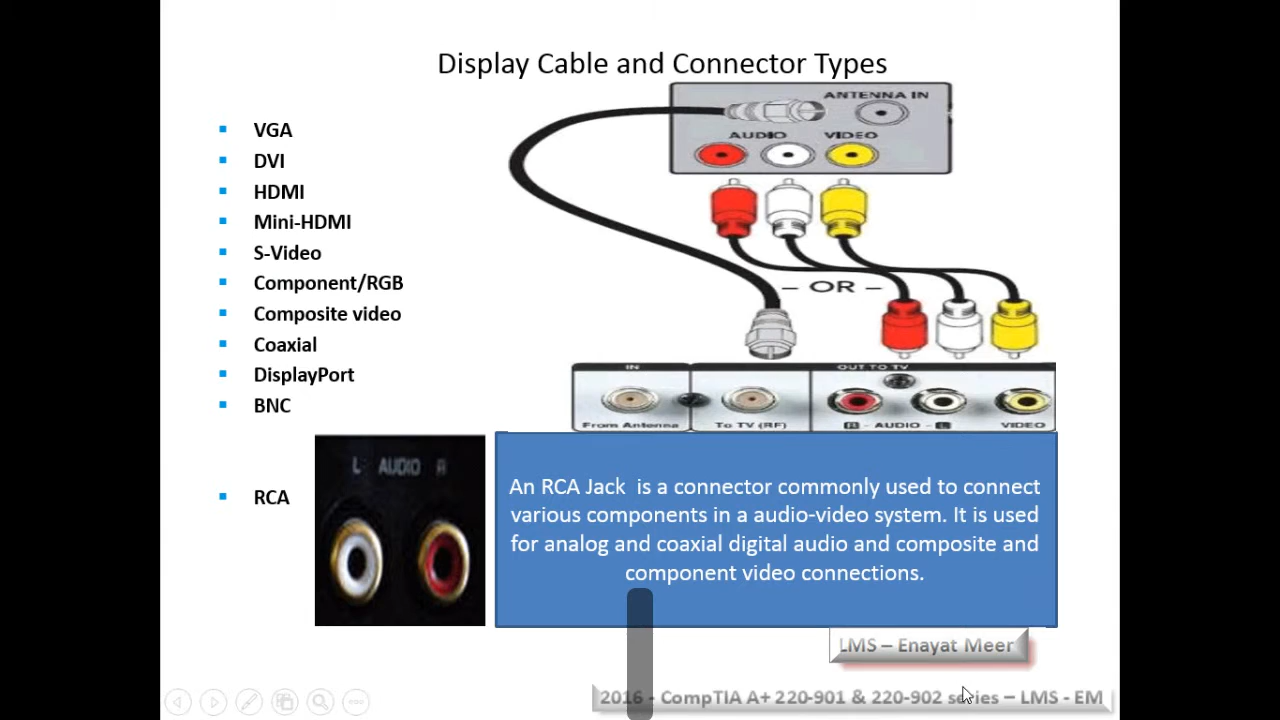 Display Cable and Connector Types
VGA
DVI
HDMI
Mini-HDMI
S-Video
Component/RGB
Composite video
Coaxial
DisplayPort
BNC
RCA
ANTENNA IN
AUDIO VIDEO
– OR –
IN OUT TO TV
From Antenna To TV (RF) R - AUDIO - L VIDEO
L AUDIO R
An RCA Jack is a connector commonly used to connect
various components in a audio-video system. It is used
for analog and coaxial digital audio and composite and
component video connections.
LMS – Enayat Meer
2016 - CompTIA A+ 220-901 & 220-902 series – LMS - EM